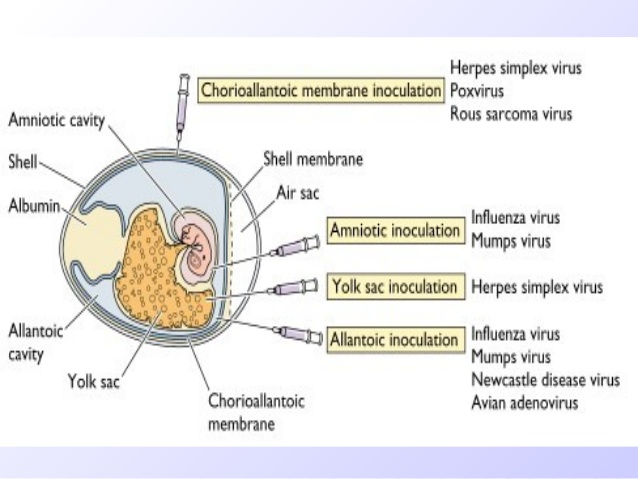 Chorioallantoic membrane inoculation
Herpes simplex virus
Poxvirus
Rous sarcoma virus
Amniotic cavity
Shell
Albumin
Shell membrane
Air sac
Amniotic inoculation
Influenza virus
Mumps virus
Yolk sac inoculation
Herpes simplex virus
Allantoic inoculation
Influenza virus
Mumps virus
Newcastle disease virus
Avian adenovirus
Allantoic
cavity
Yolk sac
Chorioallantoic
membrane